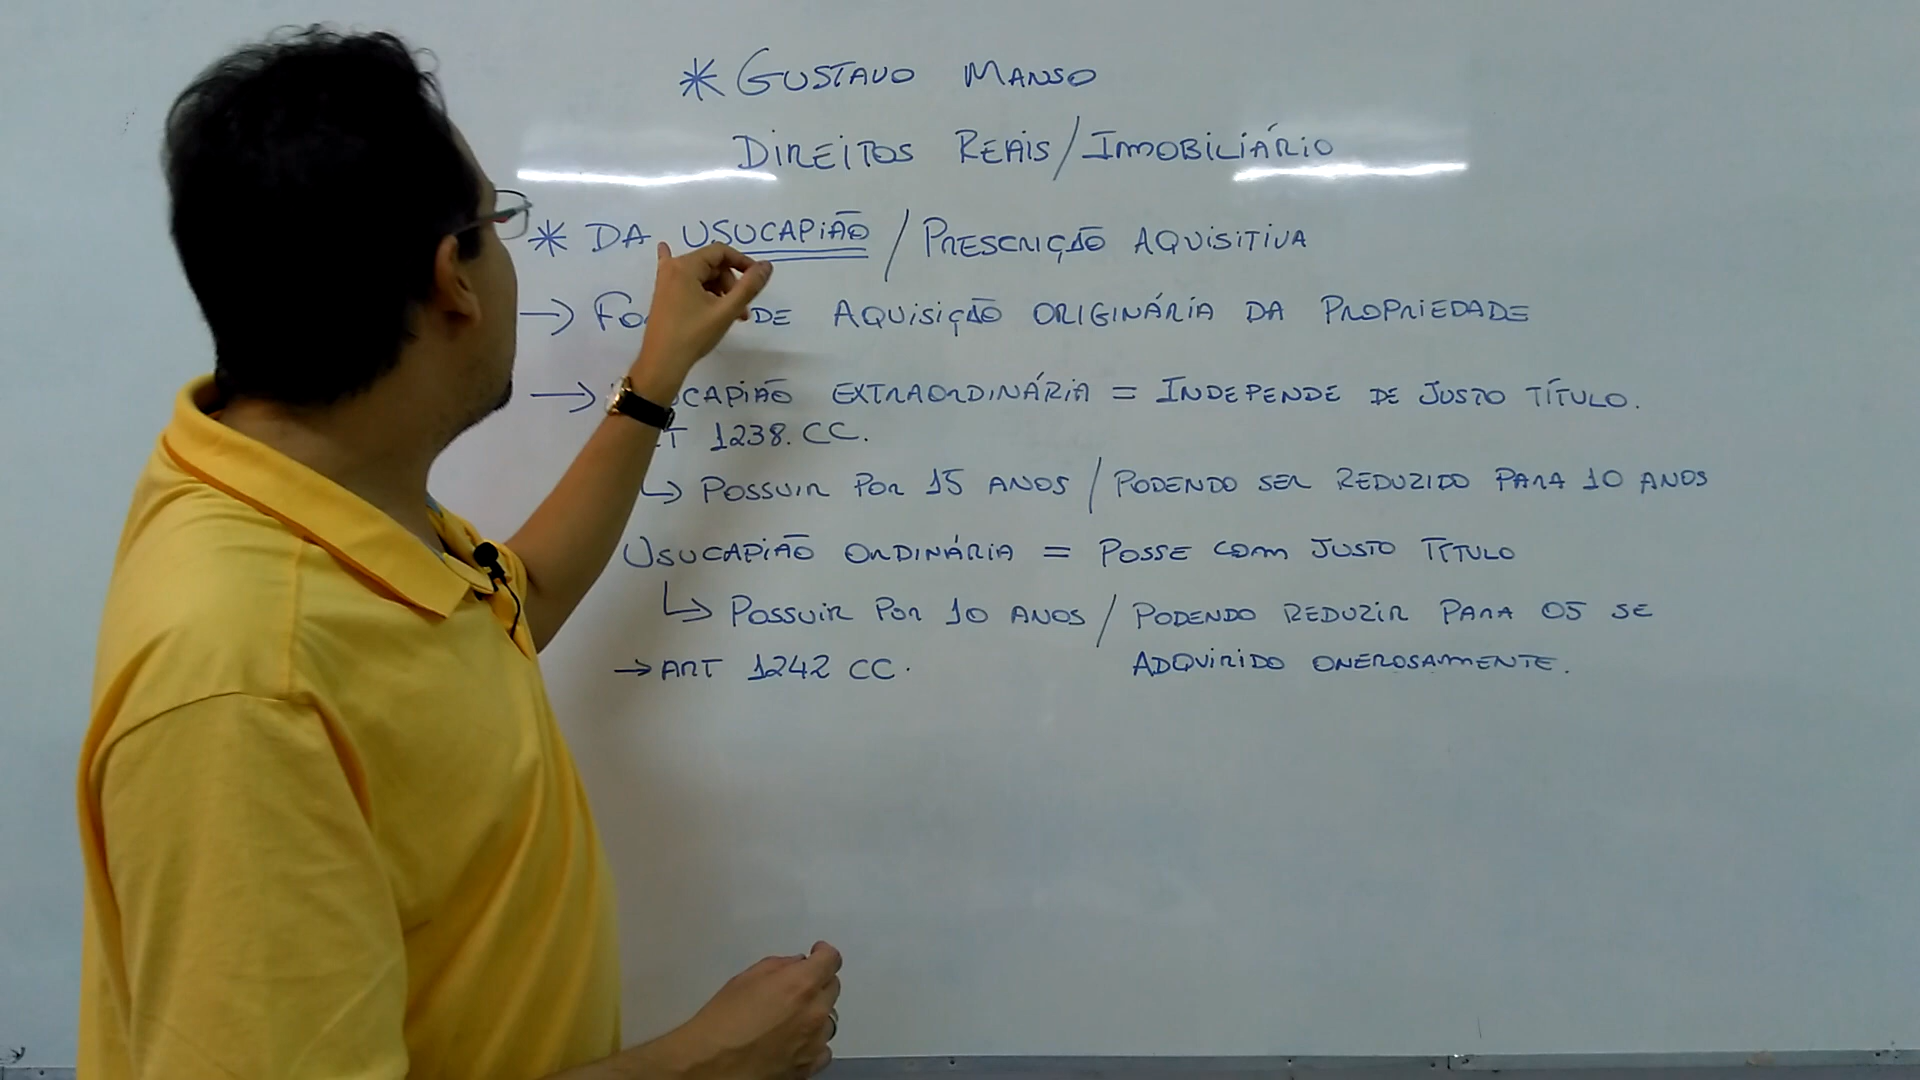 * GUSTAVO MANSO
DIREITOS REAIS / IMOBILIÁRIO
* DA USUCAPIÃO / PRESCRIÇÃO AQUISITIVA
→ DE AQUISIÇÃO ORIGINÁRIA DA PROPRIEDADE
→ EXTRAORDINÁRIA = INDEPENDE DE JUSTO TÍTULO.
1238. CC.
↳ POSSUIR POR 15 ANOS / PODENDO SER REDUZIDO PARA 10 ANOS
USUCAPIÃO ORDINÁRIA = POSSE COM JUSTO TÍTULO
↳ POSSUIR POR 10 ANOS / PODENDO REDUZIR PARA 05 SE
→ ART 1242 CC. ADQUIRIDO ONEROSAMENTE.